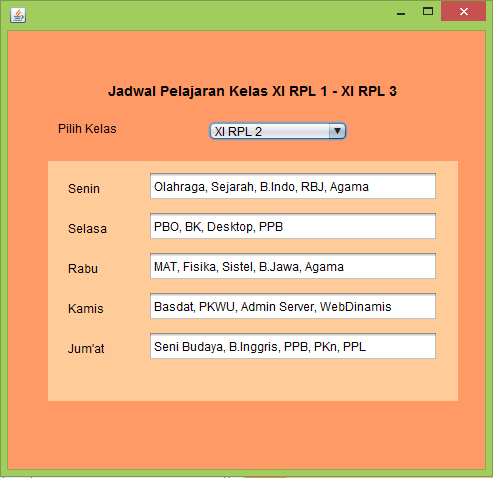 Jadwal Pelajaran Kelas XI RPL 1 - XI RPL 3
Pilih Kelas XI RPL 2
Senin Olahraga, Sejarah, B.Indo, RBJ, Agama
Selasa PBO, BK, Desktop, PPB
Rabu MAT, Fisika, Sistel, B.Jawa, Agama
Kamis Basdat, PKWU, Admin Server, WebDinamis
Jum'at Seni Budaya, B.Inggris, PPB, PKn, PPL